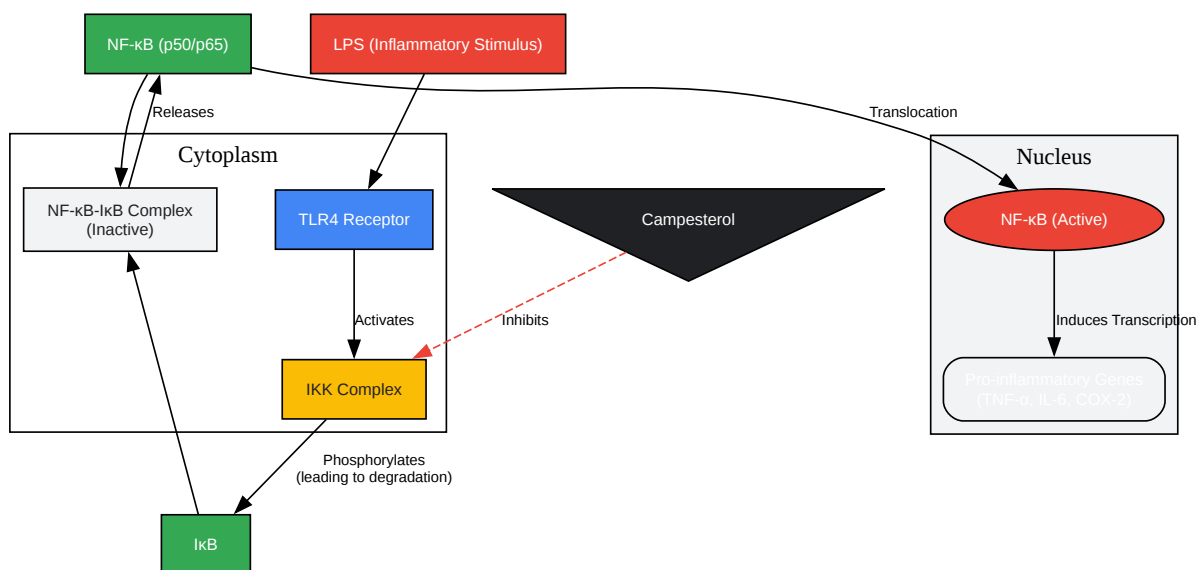 NF-κB (p50/p65)
LPS (Inflammatory Stimulus)
Releases
Translocation
Cytoplasm
Nucleus
NF-κB-IκB Complex
(Inactive)
TLR4 Receptor
Campesterol
NF-κB (Active)
Activates
Inhibits
Induces Transcription
IKK Complex
Pro-inflammatory Genes
(TNF-α, IL-6, COX-2)
Phosphorylates
(leading to degradation)
IκB